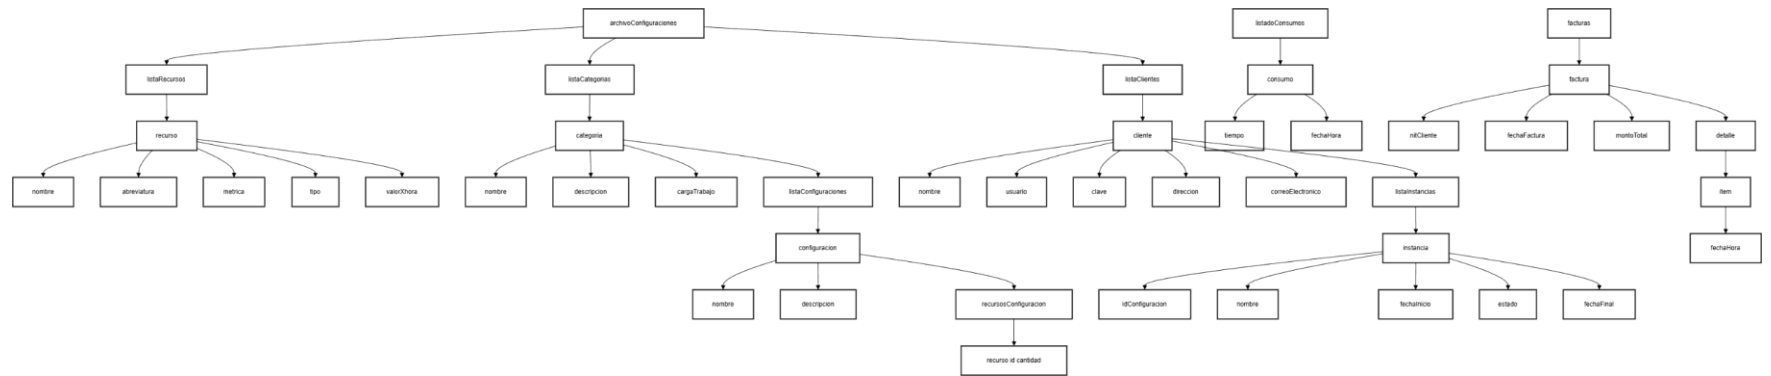 archivoConfiguraciones
listadoConsumos
facturas
listaRecursos
listaCategorias
listaClientes
consumo
factura
recurso
categoria
cliente
tiempo
fechaHora
nitCliente
fechaFactura
montoTotal
detalle
nombre
abreviatura
metrica
tipo
valorXhora
nombre
descripcion
cargaTrabajo
listaConfiguraciones
nombre
usuario
clave
direccion
correoElectronico
listaInstancias
item
configuracion
instancia
fechaHora
nombre
descripcion
recursosConfiguracion
idConfiguracion
nombre
fechaInicio
estado
fechaFinal
recurso id cantidad